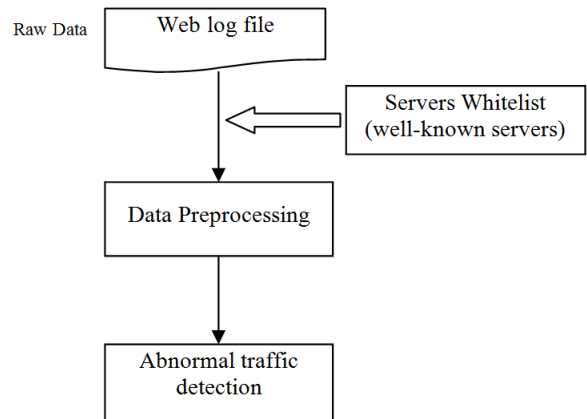 Raw Data
Web log file
Servers Whitelist
(well-known servers)
Data Preprocessing
Abnormal traffic
detection